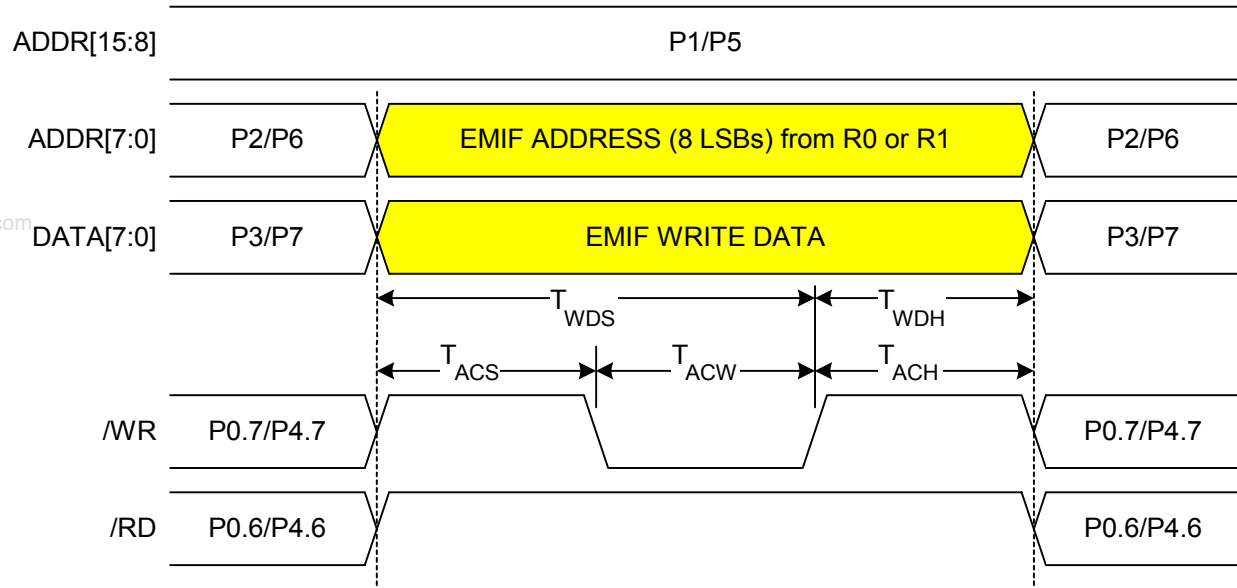 ADDR[15:8] P1/P5
ADDR[7:0] P2/P6 EMIF ADDRESS (8 LSBs) from R0 or R1 P2/P6
com
DATA[7:0] P3/P7 EMIF WRITE DATA P3/P7
TWDS TWDH
TACS TACW TACH
/WR P0.7/P4.7 P0.7/P4.7
/RD P0.6/P4.6 P0.6/P4.6